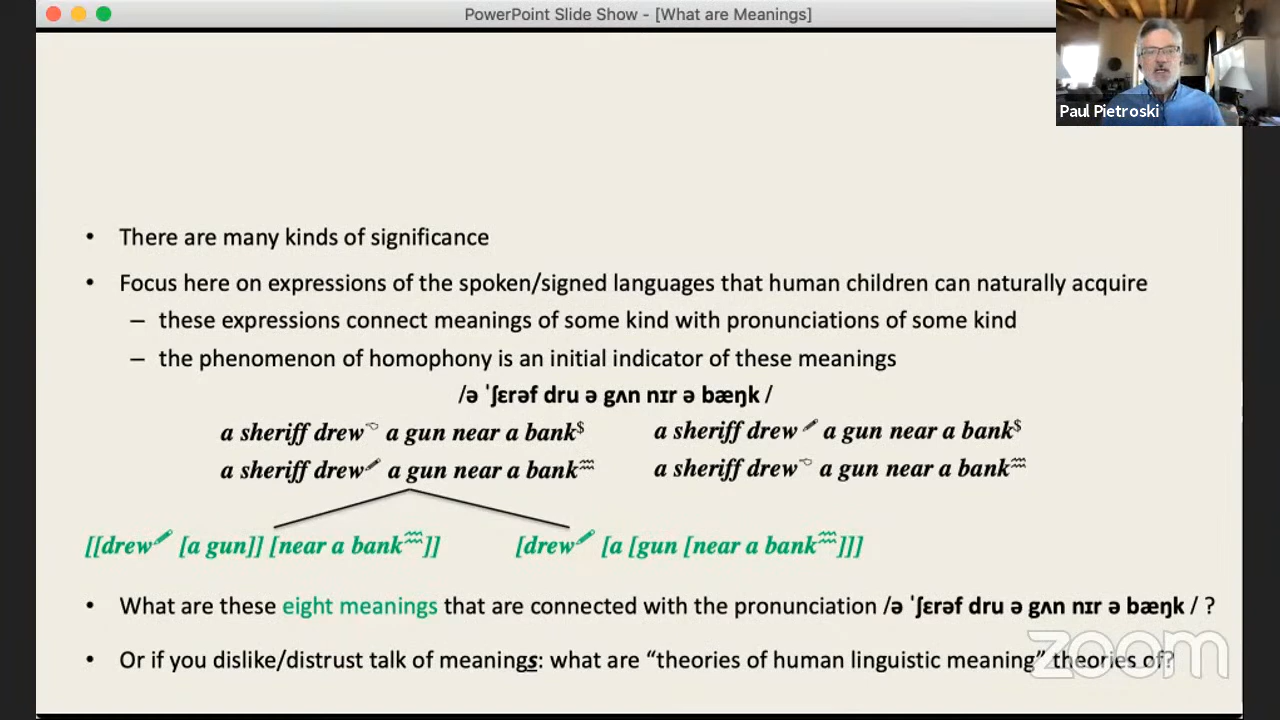 PowerPoint Slide Show - [What are Meanings]
Paul Pietroski
• There are many kinds of significance
• Focus here on expressions of the spoken/signed languages that human children can naturally acquire
– these expressions connect meanings of some kind with pronunciations of some kind
– the phenomenon of homophony is an initial indicator of these meanings
/ə ˈʃɛrəf dru ə gʌn nɪr ə bæŋk /
a sheriff drew☜ a gun near a bank$
a sheriff drew✏ a gun near a bank$
a sheriff drew✏ a gun near a bank♒
a sheriff drew☜ a gun near a bank♒
[[drew✏ [a gun]] [near a bank♒]]
[drew✏ [a [gun [near a bank♒]]]
• What are these eight meanings that are connected with the pronunciation /ə ˈʃɛrəf dru ə gʌn nɪr ə bæŋk / ?
• Or if you dislike/distrust talk of meanings: what are “theories of human linguistic meaning” theories of?
zoom